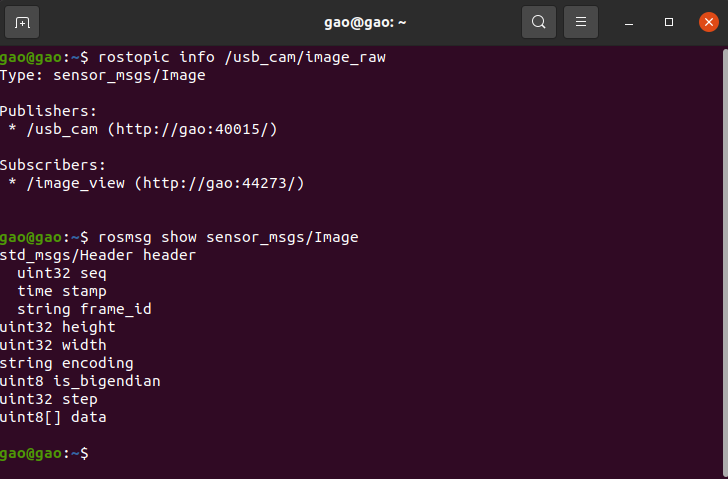 gao@gao: ~
gao@gao:~$ rostopic info /usb_cam/image_raw
Type: sensor_msgs/Image

Publishers:
 * /usb_cam (http://gao:40015/)

Subscribers:
 * /image_view (http://gao:44273/)

gao@gao:~$ rosmsg show sensor_msgs/Image
std_msgs/Header header
  uint32 seq
  time stamp
  string frame_id
uint32 height
uint32 width
string encoding
uint8 is_bigendian
uint32 step
uint8[] data

gao@gao:~$